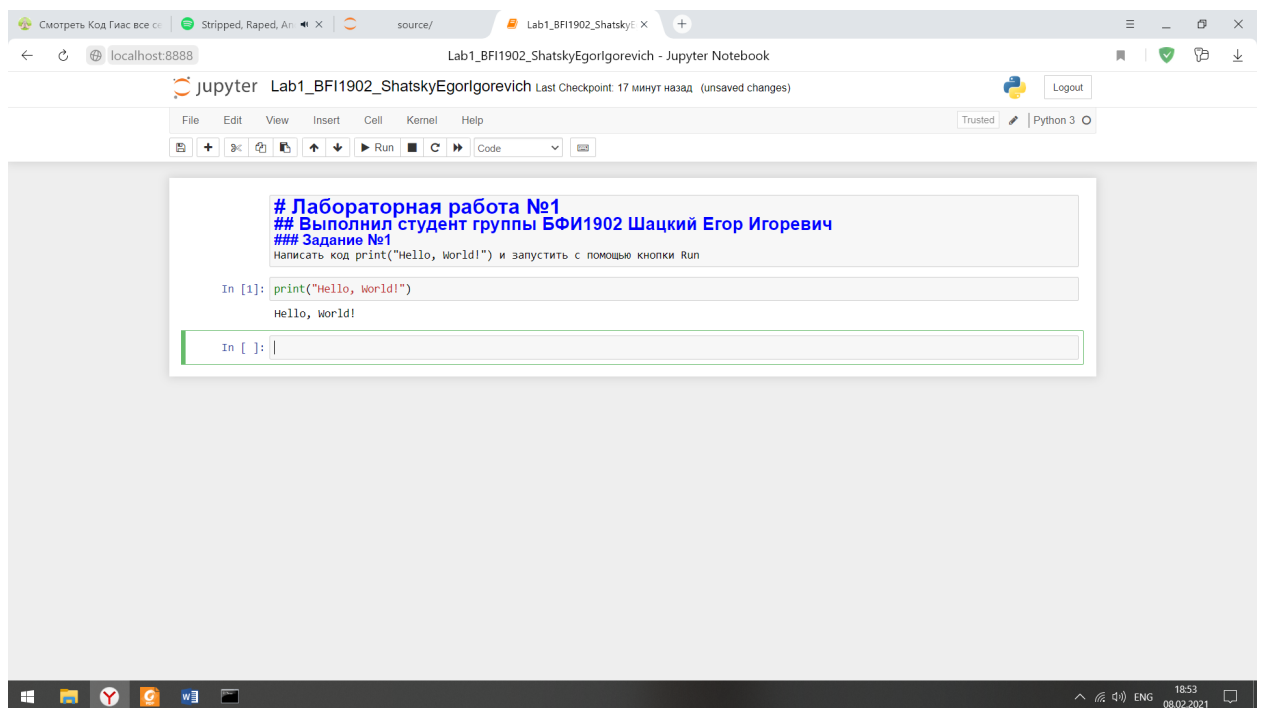 Смотреть Код Гиас все се
Stripped, Raped, An
source/
Lab1_BFI1902_ShatskyE
localhost:8888
Lab1_BFI1902_ShatskyEgorIgorevich - Jupyter Notebook
jupyter Lab1_BFI1902_ShatskyEgorIgorevich Last Checkpoint: 17 минут назад (unsaved changes)
Logout
File Edit View Insert Cell Kernel Help
Trusted
Python 3
Run
Code
# Лабораторная работа №1
## Выполнил студент группы БФИ1902 Шацкий Егор Игоревич
### Задание №1
Написать код print("Hello, World!") и запустить с помощью кнопки Run
In [1]: print("Hello, World!")
Hello, World!
In [ ]:
ENG
18:53
08.02.2021